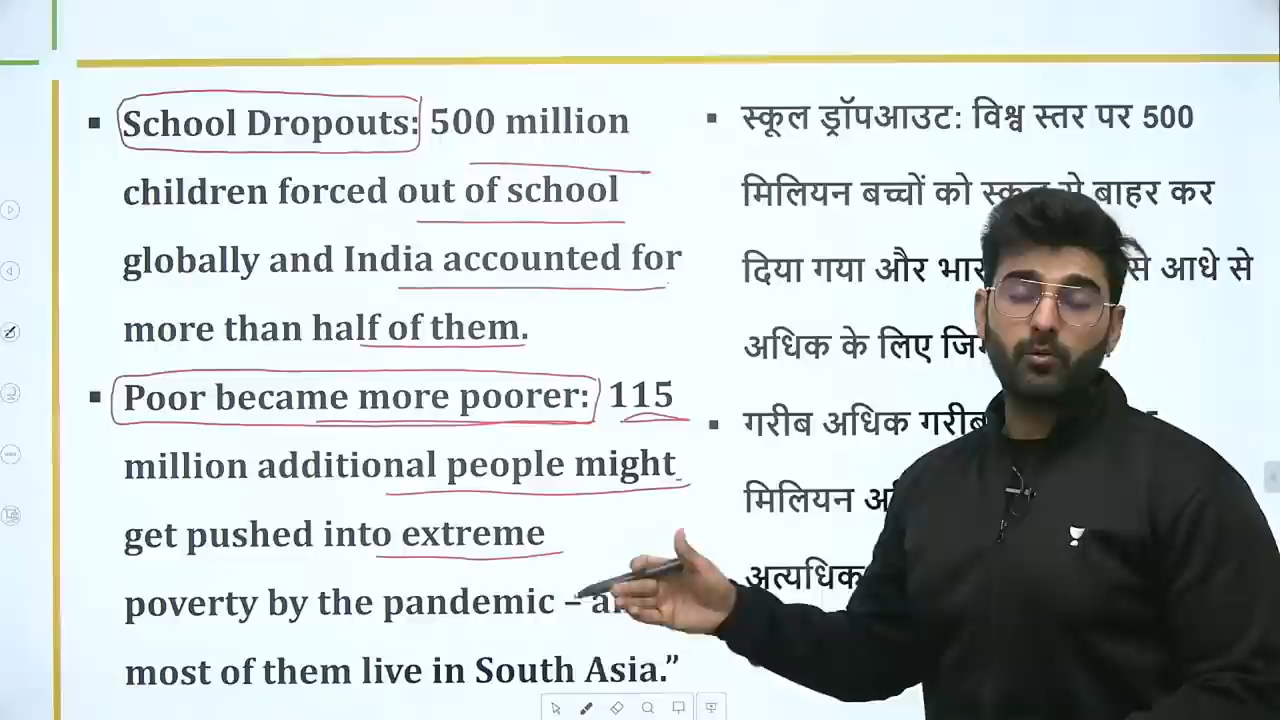 School Dropouts: 500 million
children forced out of school
globally and India accounted for
more than half of them.
Poor became more poorer: 115
million additional people might
get pushed into extreme
poverty by the pandemic –
most of them live in South Asia.”
स्कूल ड्रॉपआउट: विश्व स्तर पर 500
मिलियन बच्चों को से बाहर कर
दिया गया और से आधे से
अधिक के लिए
गरीब अधिक गरीब
मिलियन
अत्यधिक